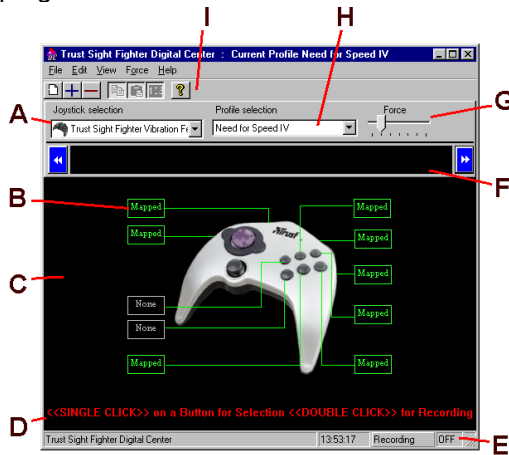 I
H
Trust Sight Fighter Digital Center : Current Profile Need for Speed IV
File Edit View Force Help
Joystick selection Profile selection Force
G
A
Trust Sight Fighter Vibration Fe
Need for Speed IV
F
B
Mapped Mapped
Mapped Mapped
Trust
C
Mapped
None
None
Mapped
Mapped Mapped
<<SINGLE CLICK>> on a Button for Selection <<DOUBLE CLICK>> for Recording
D
Trust Sight Fighter Digital Center 13:53:17 Recording OFF
E